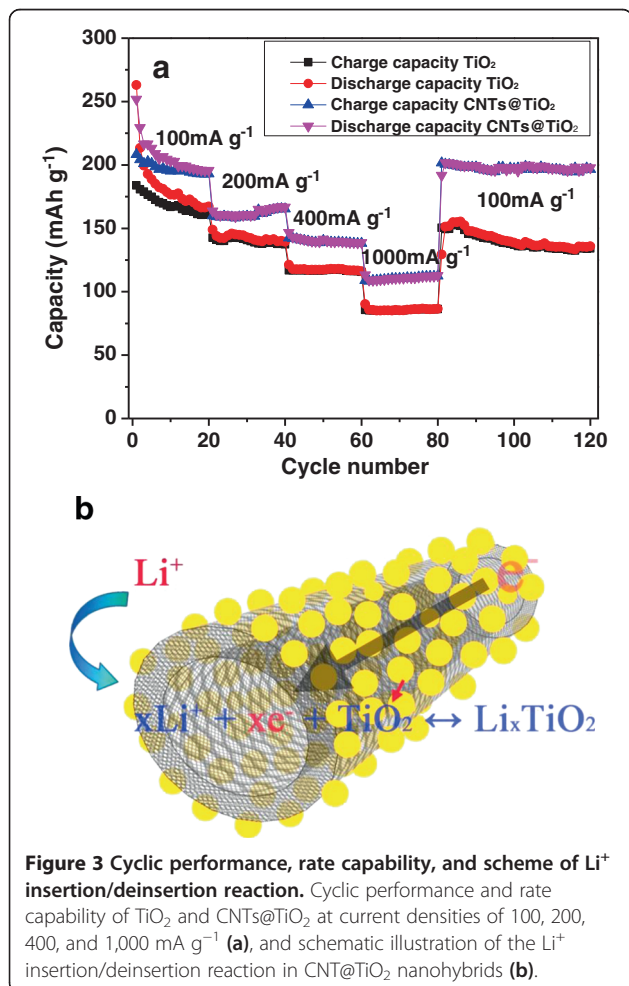 300
250
200
150
100
50
0
Capacity (mAh g⁻¹)
a
Charge capacity TiO₂
Discharge capacity TiO₂
Charge capacity CNTs@TiO₂
Discharge capacity CNTs@TiO₂
100mA g⁻¹
200mA g⁻¹
400mA g⁻¹
1000mA g⁻¹
100mA g⁻¹
0 20 40 60 80 100 120
Cycle number
b
Li⁺
e⁻
xLi⁺ + xe⁻ + TiO₂ ↔ LiₓTiO₂
Figure 3 Cyclic performance, rate capability, and scheme of Li⁺
insertion/deinsertion reaction. Cyclic performance and rate
capability of TiO₂ and CNTs@TiO₂ at current densities of 100, 200,
400, and 1,000 mA g⁻¹ (a), and schematic illustration of the Li⁺
insertion/deinsertion reaction in CNT@TiO₂ nanohybrids (b).